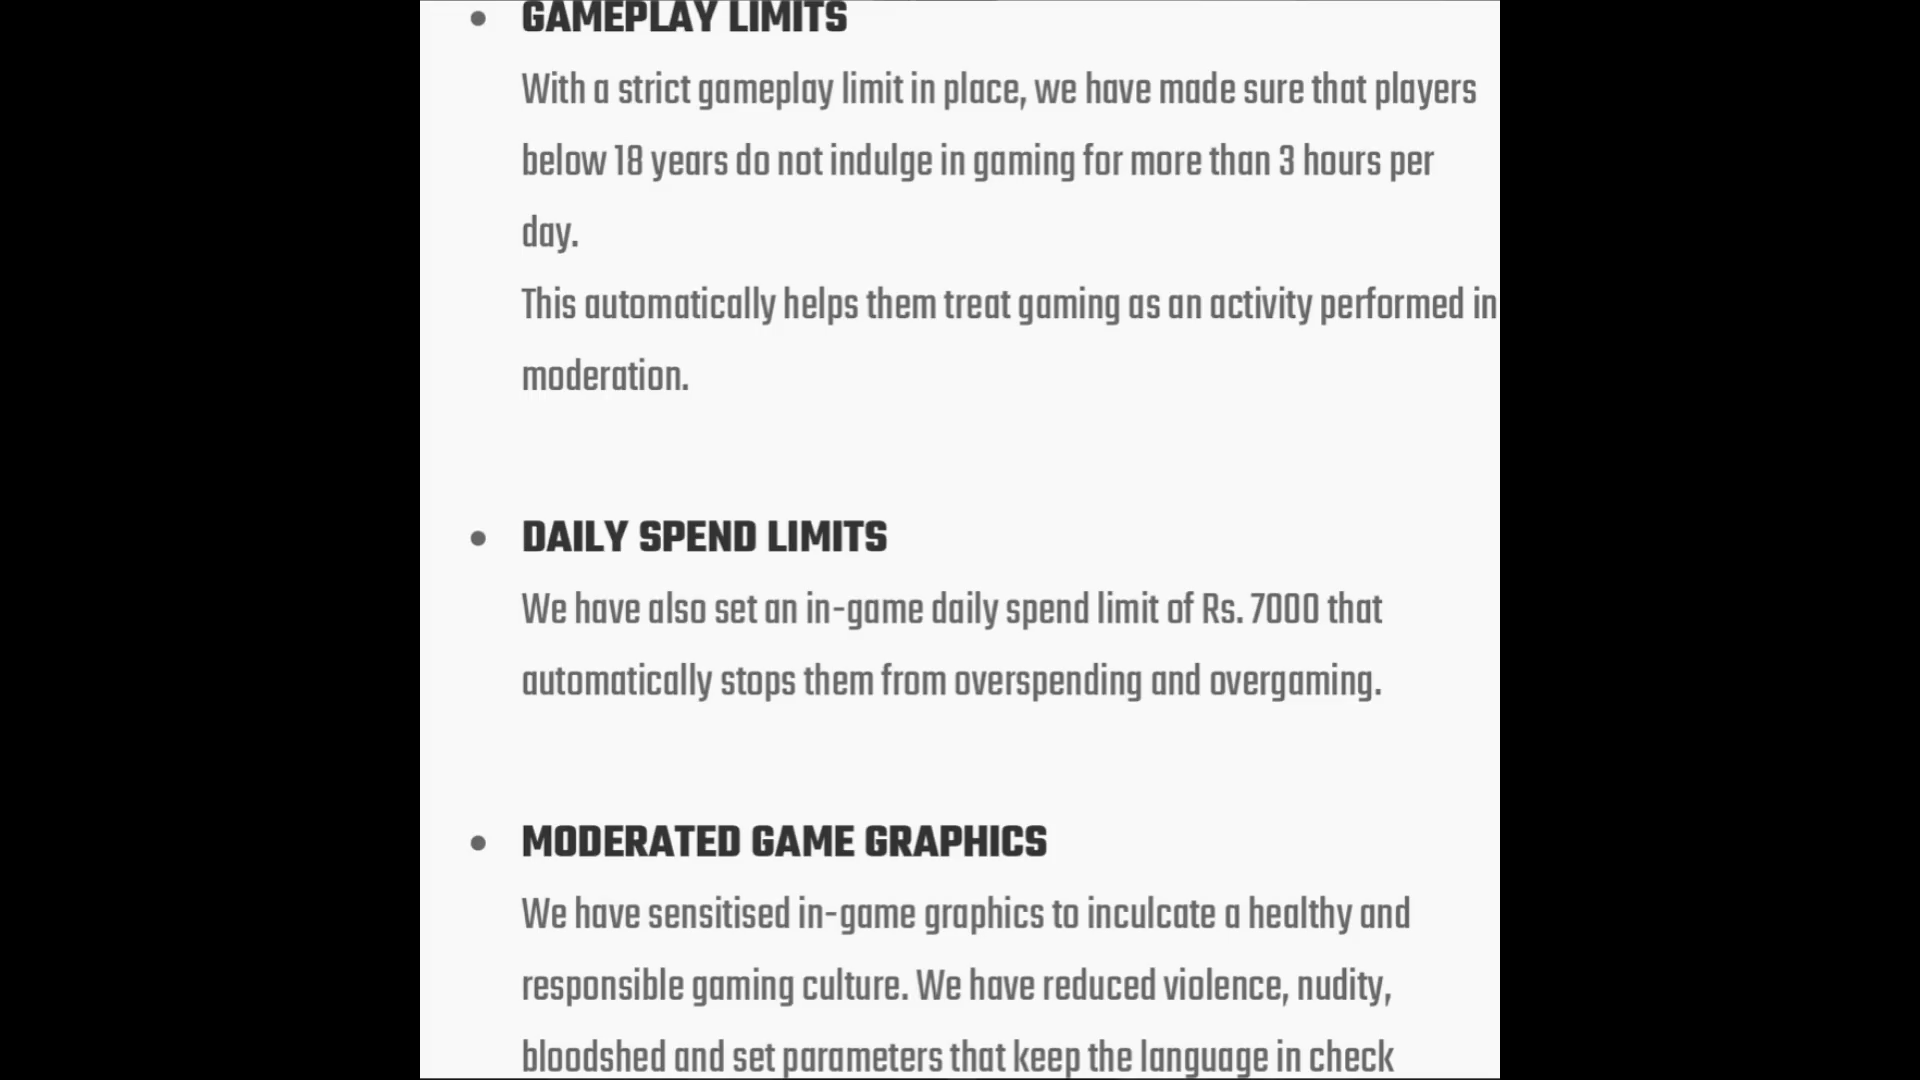 GAMEPLAY LIMITS
With a strict gameplay limit in place, we have made sure that players
below 18 years do not indulge in gaming for more than 3 hours per
day.
This automatically helps them treat gaming as an activity performed in
moderation.
DAILY SPEND LIMITS
We have also set an in-game daily spend limit of Rs. 7000 that
automatically stops them from overspending and overgaming.
MODERATED GAME GRAPHICS
We have sensitised in-game graphics to inculcate a healthy and
responsible gaming culture. We have reduced violence, nudity,
bloodshed and set parameters that keep the language in check